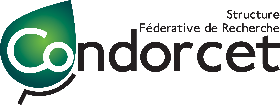 Structure
Fédérative de Recherche
Condorcet